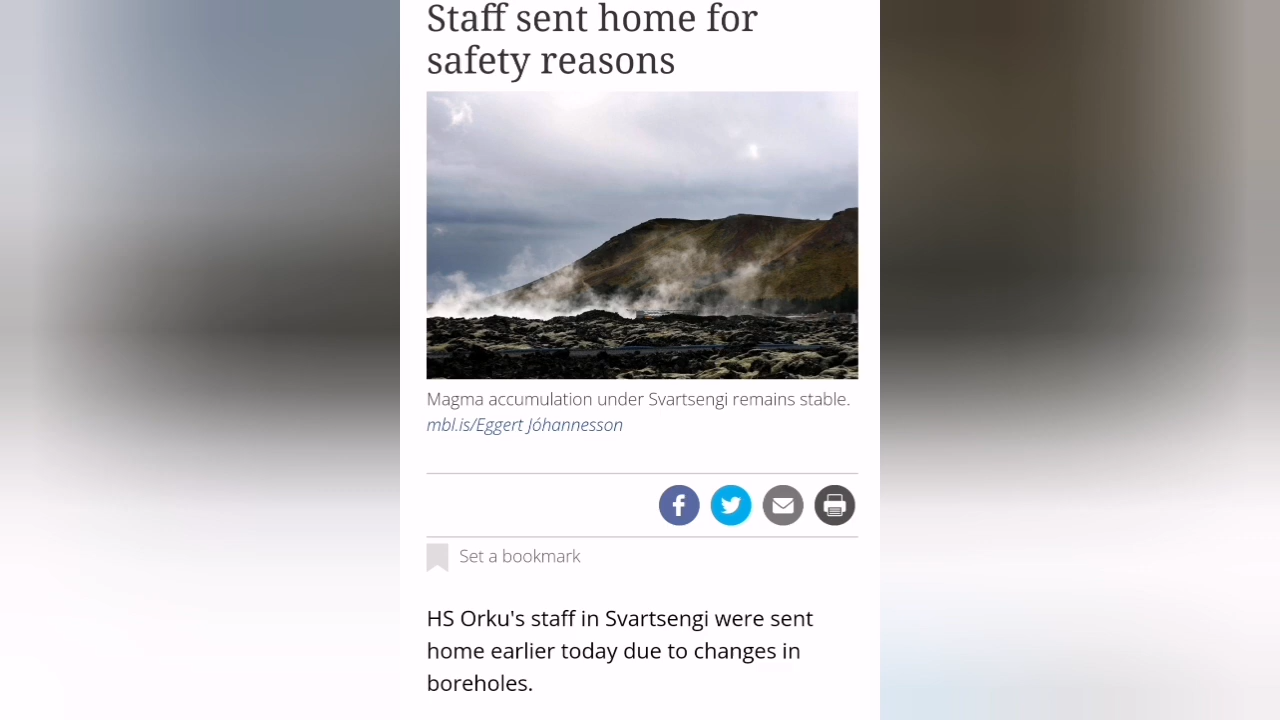 Staff sent home for
safety reasons
Magma accumulation under Svartsengi remains stable.
mbl.is/Eggert Jóhannesson
Set a bookmark
HS Orku's staff in Svartsengi were sent
home earlier today due to changes in
boreholes.